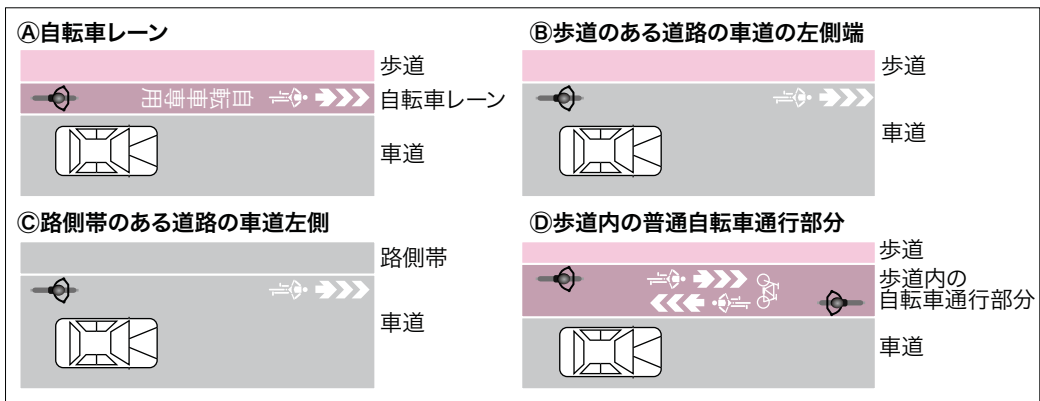 Ⓐ自転車レーン
歩道
自転車専用
自転車レーン
車道
Ⓑ歩道のある道路の車道の左側端
歩道
車道
Ⓒ路側帯のある道路の車道左側
路側帯
車道
Ⓓ歩道内の普通自転車通行部分
歩道
歩道内の
自転車通行部分
車道